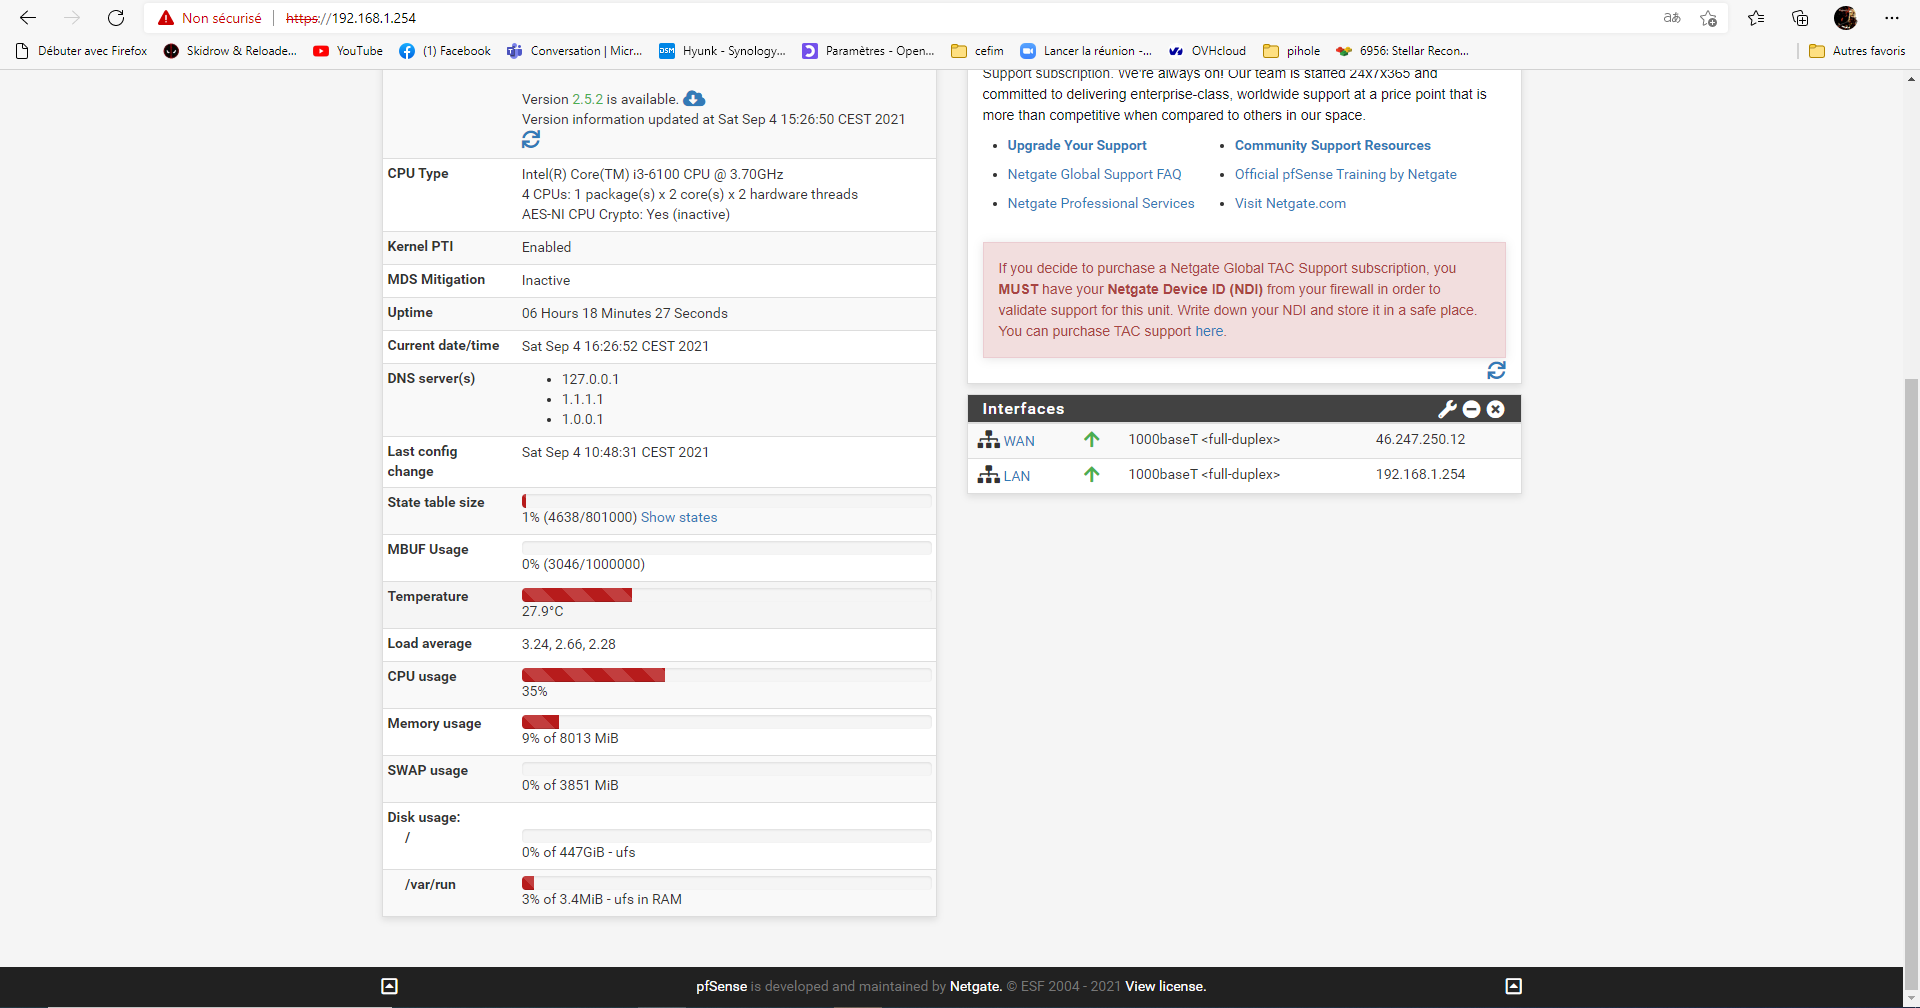 Non sécurisé | https://192.168.1.254
aあ
Débuter avec Firefox
Skidrow & Reloade...
YouTube
(1) Facebook
Conversation | Micr...
DSM
Hyunk - Synology...
Paramètres - Open...
cefim
Lancer la réunion -...
OVHcloud
pihole
6956: Stellar Recon...
Autres favoris
Version 2.5.2 is available.
Version information updated at Sat Sep 4 15:26:50 CEST 2021
CPU Type
Intel(R) Core(TM) i3-6100 CPU @ 3.70GHz
4 CPUs: 1 package(s) x 2 core(s) x 2 hardware threads
AES-NI CPU Crypto: Yes (inactive)
Kernel PTI
Enabled
MDS Mitigation
Inactive
Uptime
06 Hours 18 Minutes 27 Seconds
Current date/time
Sat Sep 4 16:26:52 CEST 2021
DNS server(s)
• 127.0.0.1
• 1.1.1.1
• 1.0.0.1
Last config
change
Sat Sep 4 10:48:31 CEST 2021
State table size
1% (4638/801000) Show states
MBUF Usage
0% (3046/1000000)
Temperature
27.9°C
Load average
3.24, 2.66, 2.28
CPU usage
35%
Memory usage
9% of 8013 MiB
SWAP usage
0% of 3851 MiB
Disk usage:
/
0% of 447GiB - ufs
/var/run
3% of 3.4MiB - ufs in RAM
Support subscription. We're always on! Our team is staffed 24x7x365 and
committed to delivering enterprise-class, worldwide support at a price point that is
more than competitive when compared to others in our space.
• Upgrade Your Support
• Community Support Resources
• Netgate Global Support FAQ
• Official pfSense Training by Netgate
• Netgate Professional Services
• Visit Netgate.com
If you decide to purchase a Netgate Global TAC Support subscription, you
MUST have your Netgate Device ID (NDI) from your firewall in order to
validate support for this unit. Write down your NDI and store it in a safe place.
You can purchase TAC support here.
Interfaces
WAN
1000baseT <full-duplex>
46.247.250.12
LAN
1000baseT <full-duplex>
192.168.1.254
pfSense is developed and maintained by Netgate. © ESF 2004 - 2021 View license.